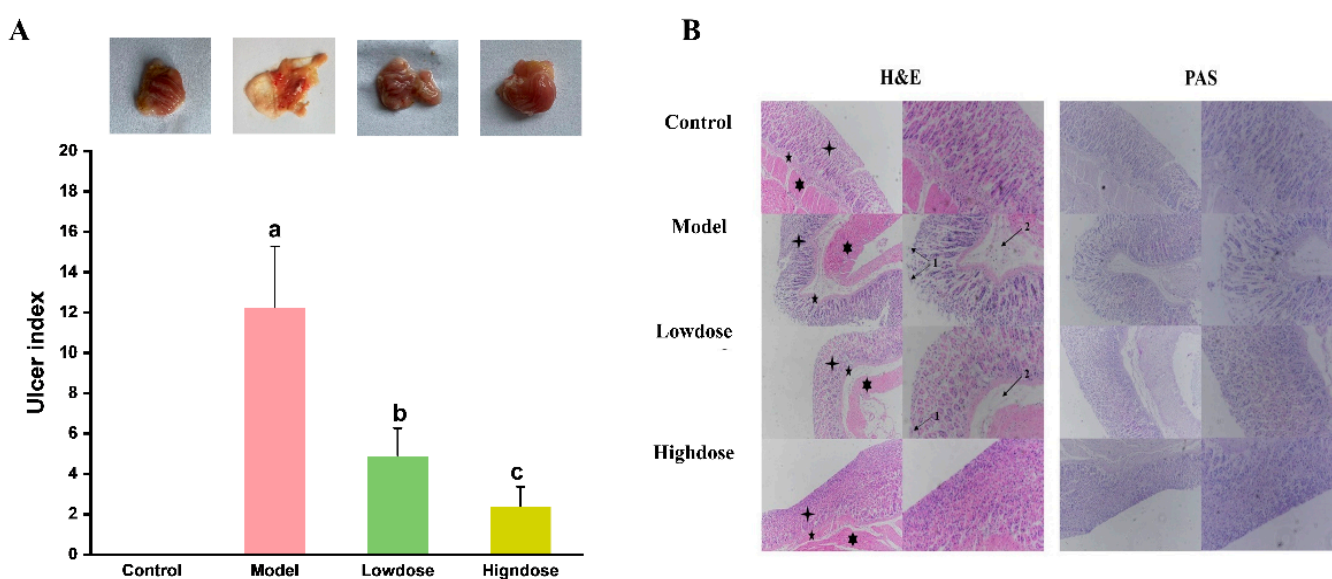 A
20
18
16
14
12
10
8
6
4
2
0
Ulcer index
a
b
c
Control Model Lowdose Higndose
B
H&E PAS
Control
Model
1
2
Lowdose
1
2
Highdose